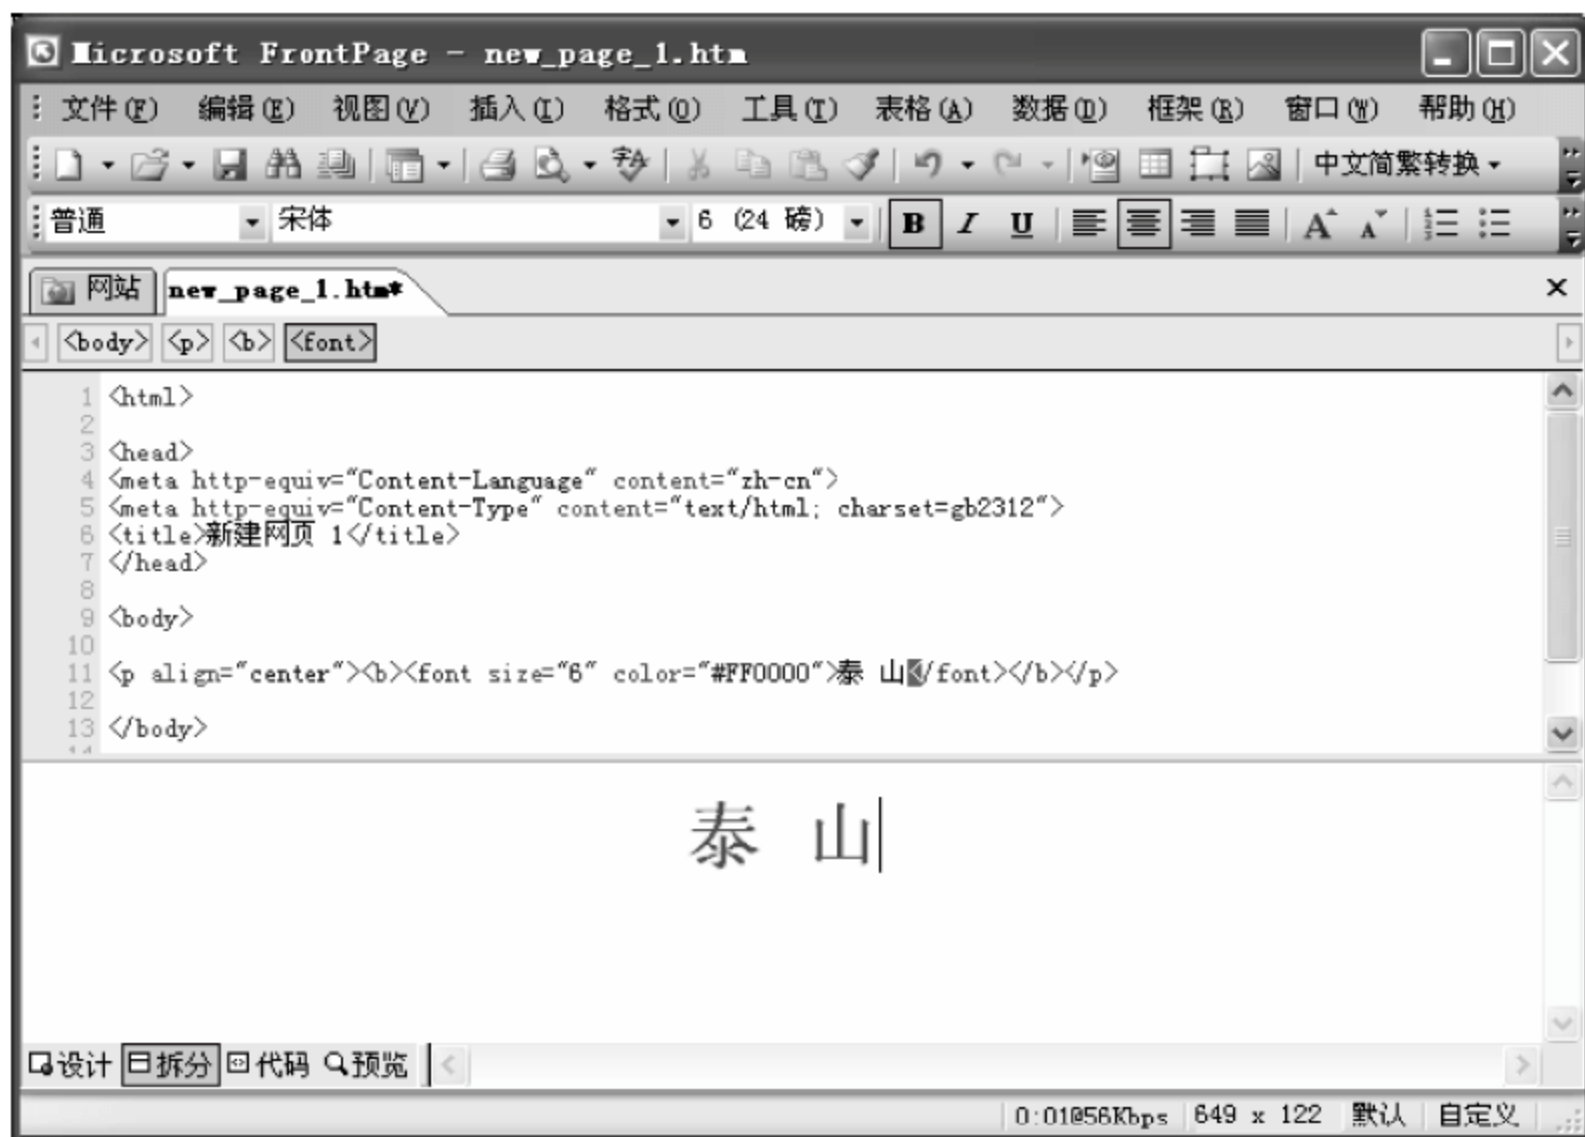 Microsoft FrontPage - new_page_1.htm
文件(F) 编辑(E) 视图(V) 插入(I) 格式(O) 工具(T) 表格(A) 数据(D) 框架(R) 窗口(W) 帮助(H)
中文简繁转换
普通 宋体 6 (24 磅) B I U A A
网站 new_page_1.htm*
<body> <p> <b> <font>
1 <html>
2
3 <head>
4 <meta http-equiv="Content-Language" content="zh-cn">
5 <meta http-equiv="Content-Type" content="text/html; charset=gb2312">
6 <title>新建网页 1</title>
7 </head>
8
9 <body>
10
11 <p align="center"><b><font size="6" color="#FF0000">泰 山</font></b></p>
12
13 </body>
14
泰 山
设计 拆分 代码 预览
0:01@56Kbps 649 x 122 默认 自定义